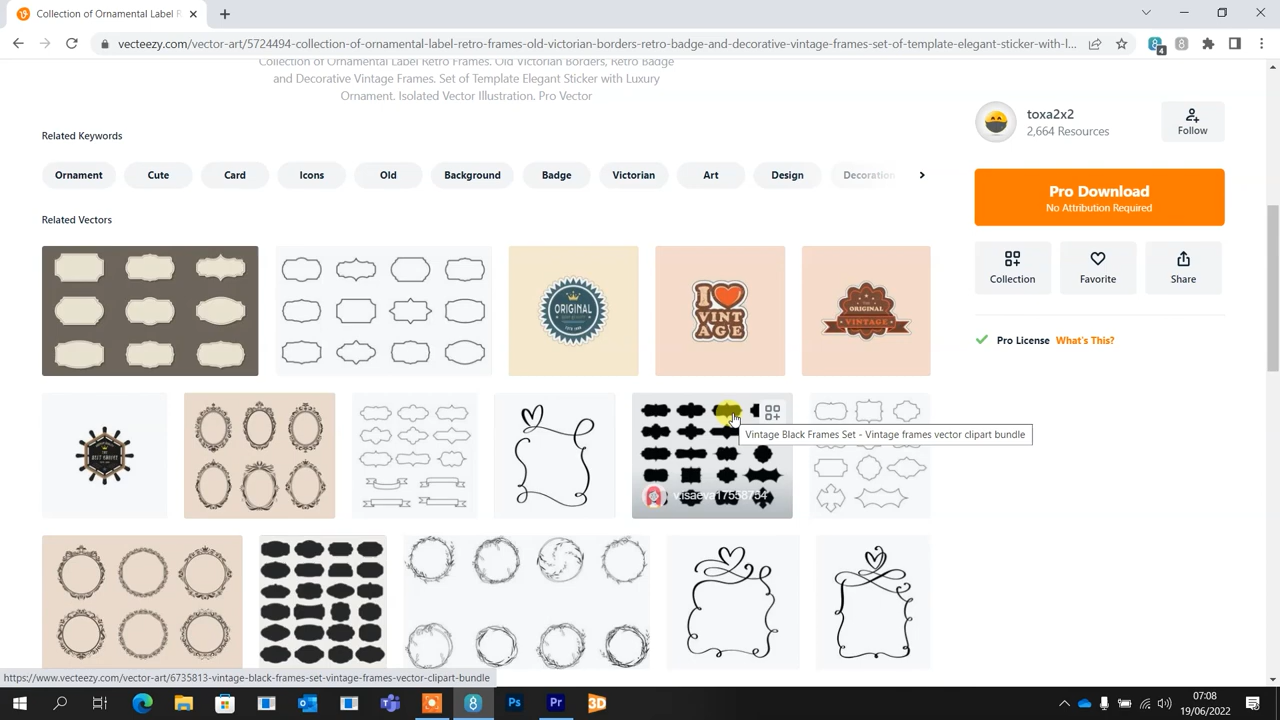 Collection of Ornamental Label R
vecteezy.com/vector-art/5724494-collection-of-ornamental-label-retro-frames-old-victorian-borders-retro-badge-and-decorative-vintage-frames-set-of-template-elegant-sticker-with-l...
4
Collection of Ornamental Label Retro Frames. Old Victorian Borders, Retro Badge
and Decorative Vintage Frames. Set of Template Elegant Sticker with Luxury
Ornament. Isolated Vector Illustration. Pro Vector
toxa2x2
2,664 Resources
Follow
Related Keywords
Ornament Cute Card Icons Old Background Badge Victorian Art Design Decoration
Pro Download
No Attribution Required
Related Vectors
Collection Favorite Share
ORIGINAL
I
VINT
AGE
ORIGINAL
VINTAGE
Pro License What's This?
Vintage Black Frames Set - Vintage frames vector clipart bundle
v.isaeva17558754
https://www.vecteezy.com/vector-art/6735813-vintage-black-frames-set-vintage-frames-vector-clipart-bundle
Ps Pr 3D
07:08
19/06/2022